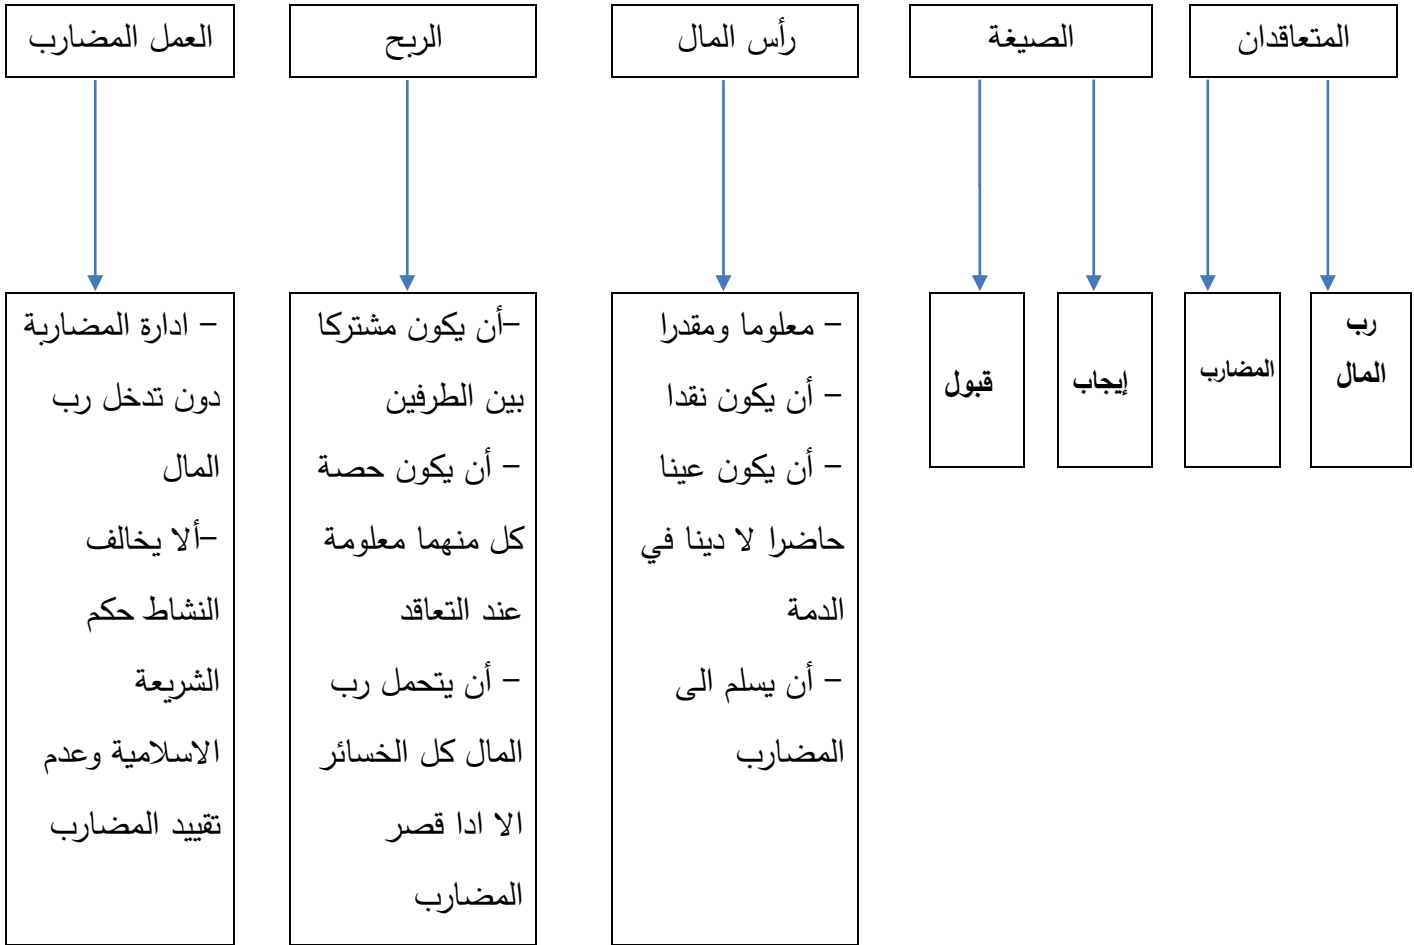 المتعاقدان
الصيغة
رأس المال
الربح
العمل المضارب
رب
المال
المضارب
إيجاب
قبول
– معلوما ومقدرا
– أن يكون نقدا
– أن يكون عينا
حاضرا لا دينا في
الدمة
– أن يسلم الى
المضارب
–أن يكون مشتركا
بين الطرفين
– أن يكون حصة
كل منهما معلومة
عند التعاقد
– أن يتحمل رب
المال كل الخسائر
الا ادا قصر
المضارب
– ادارة المضاربة
دون تدخل رب
المال
–ألا يخالف
النشاط حكم
الشريعة
الاسلامية وعدم
تقييد المضارب